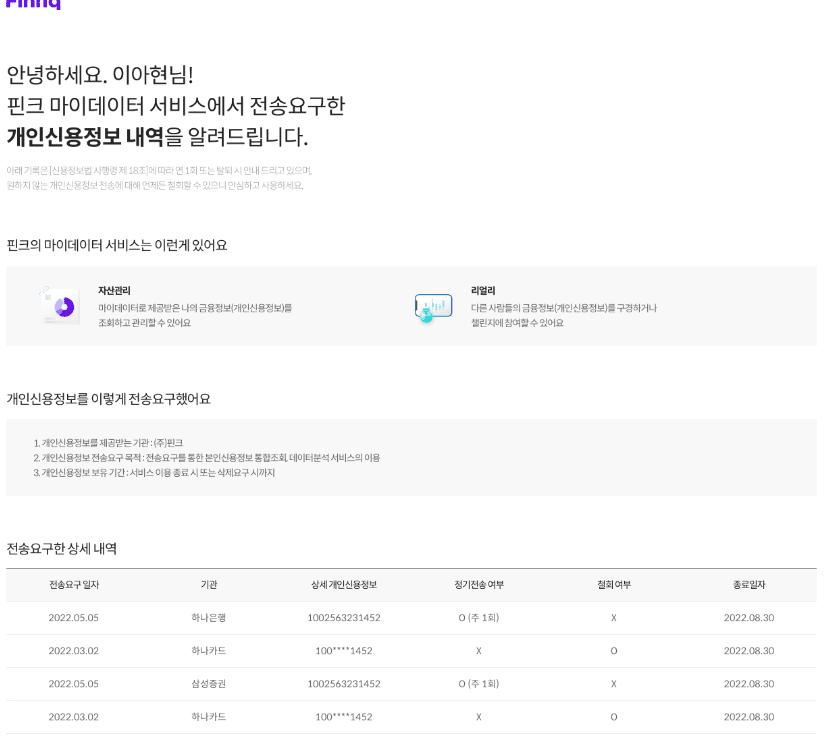 Finnq
안녕하세요. 이아현님!
핀크 마이데이터 서비스에서 전송요구한
개인신용정보 내역을 알려드립니다.
아래 기록은 [신용정보법 시행령 제 18조]에 따라 연 1회 또는 탈퇴 시 안내 드리고 있으며,
원하지 않는 개인신용정보 전송에 대해 언제든 철회할 수 있으니 안심하고 사용하세요.
핀크의 마이데이터 서비스는 이런게 있어요
자산관리
마이데이터로 제공받은 나의 금융정보(개인신용정보)를
조회하고 관리할 수 있어요
리얼리
다른 사람들의 금융정보(개인신용정보)를 구경하거나
챌린지에 참여할 수 있어요
개인신용정보를 이렇게 전송요구했어요
1. 개인신용정보를 제공받는 기관 : (주)핀크
2. 개인신용정보 전송요구 목적 : 전송요구를 통한 본인신용정보 통합조회, 데이터분석 서비스의 이용
3. 개인신용정보 보유 기간 : 서비스 이용 종료 시 또는 삭제요구 시까지
전송요구한 상세 내역
전송요구 일자 기관 상세 개인신용정보 정기전송 여부 철회 여부 종료일자
2022.05.05 하나은행 1002563231452 O (주 1회) X 2022.08.30
2022.03.02 하나카드 100****1452 X O 2022.08.30
2022.05.05 삼성증권 1002563231452 O (주 1회) X 2022.08.30
2022.03.02 하나카드 100****1452 X O 2022.08.30